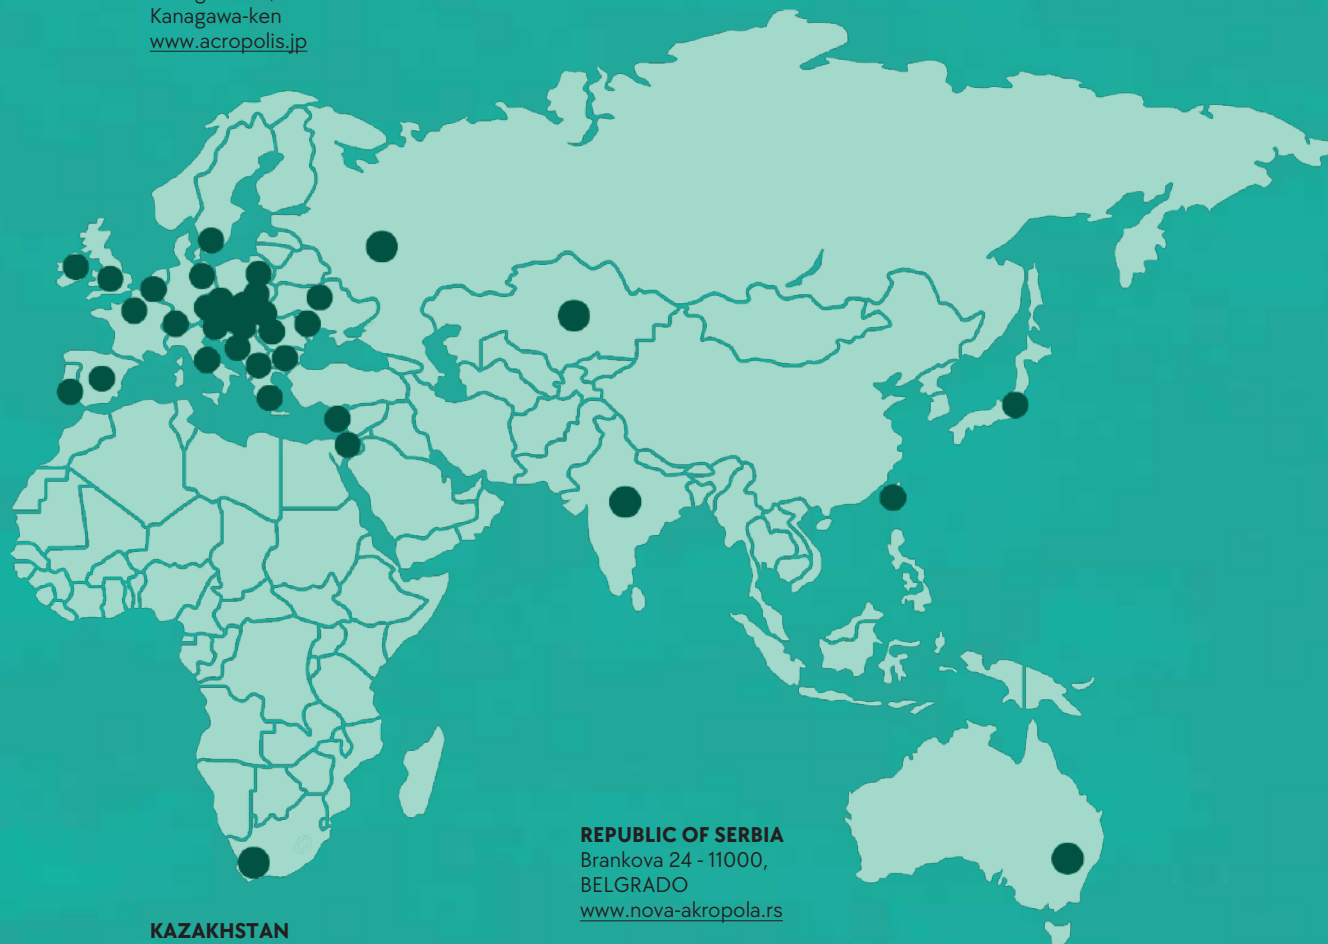 Kanagawa-ken
www.acropolis.jp
REPUBLIC OF SERBIA
Brankova 24 - 11000,
BELGRADO
www.nova-akropola.rs
KAZAKHSTAN